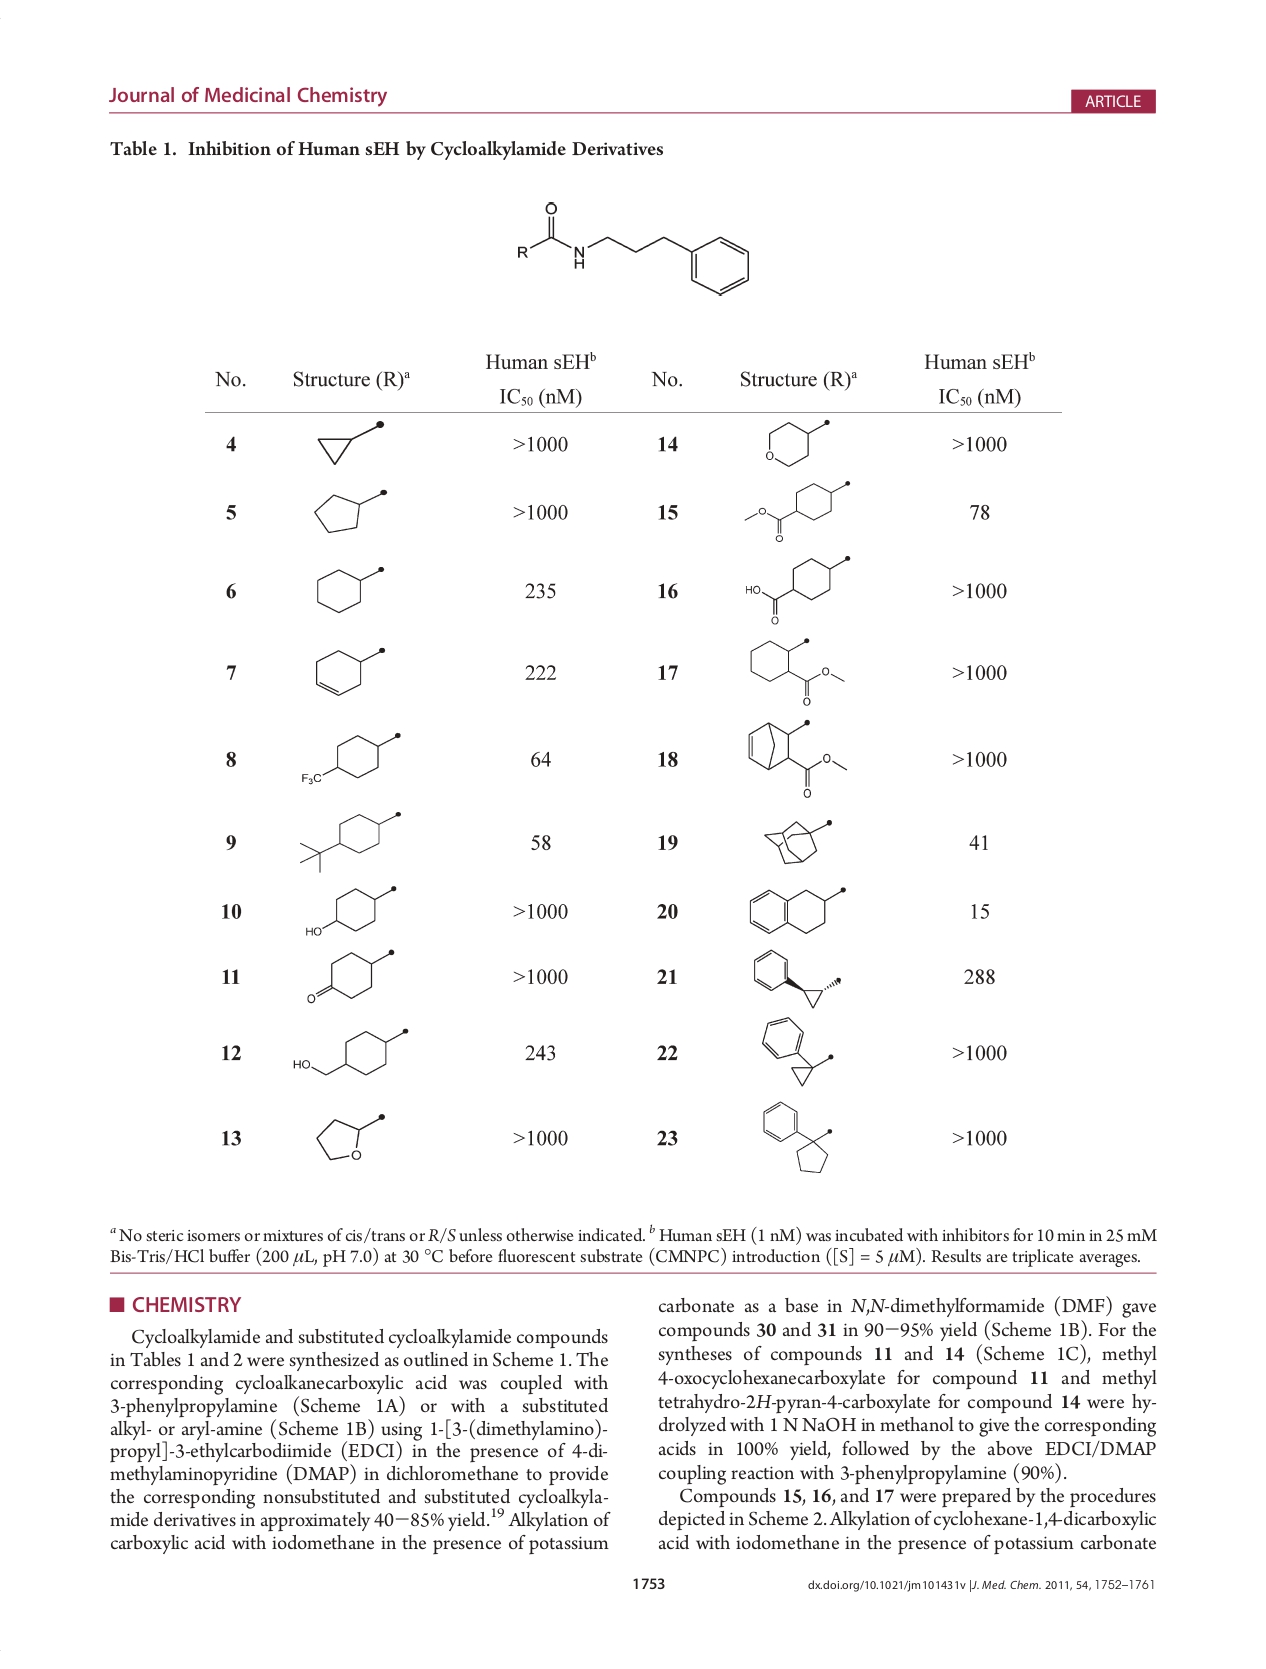 Journal of Medicinal Chemistry
ARTICLE
Table 1. Inhibition of Human sEH by Cycloalkylamide Derivatives
O
R
N
H
No. Structure (R)a Human sEHb IC50 (nM) No. Structure (R)a Human sEHb IC50 (nM)
4 >1000 14 O >1000
5 >1000 15 O O 78
6 235 16 HO O >1000
7 222 17 O O >1000
8 F3C 64 18 O O >1000
9 58 19 41
10 HO >1000 20 15
11 O >1000 21 288
12 HO 243 22 >1000
13 O >1000 23 >1000
a No steric isomers or mixtures of cis/trans or R/S unless otherwise indicated. b Human sEH (1 nM) was incubated with inhibitors for 10 min in 25 mM
Bis-Tris/HCl buffer (200 μL, pH 7.0) at 30 °C before fluorescent substrate (CMNPC) introduction ([S] = 5 μM). Results are triplicate averages.
■ CHEMISTRY
Cycloalkylamide and substituted cycloalkylamide compounds
in Tables 1 and 2 were synthesized as outlined in Scheme 1. The
corresponding cycloalkanecarboxylic acid was coupled with
3-phenylpropylamine (Scheme 1A) or with a substituted
alkyl- or aryl-amine (Scheme 1B) using 1-[3-(dimethylamino)-
propyl]-3-ethylcarbodiimide (EDCI) in the presence of 4-di-
methylaminopyridine (DMAP) in dichloromethane to provide
the corresponding nonsubstituted and substituted cycloalkyla-
mide derivatives in approximately 40−85% yield.19 Alkylation of
carboxylic acid with iodomethane in the presence of potassium
carbonate as a base in N,N-dimethylformamide (DMF) gave
compounds 30 and 31 in 90−95% yield (Scheme 1B). For the
syntheses of compounds 11 and 14 (Scheme 1C), methyl
4-oxocyclohexanecarboxylate for compound 11 and methyl
tetrahydro-2H-pyran-4-carboxylate for compound 14 were hy-
drolyzed with 1 N NaOH in methanol to give the corresponding
acids in 100% yield, followed by the above EDCI/DMAP
coupling reaction with 3-phenylpropylamine (90%).
Compounds 15, 16, and 17 were prepared by the procedures
depicted in Scheme 2. Alkylation of cyclohexane-1,4-dicarboxylic
acid with iodomethane in the presence of potassium carbonate
1753
dx.doi.org/10.1021/jm101431v |J. Med. Chem. 2011, 54, 1752–1761